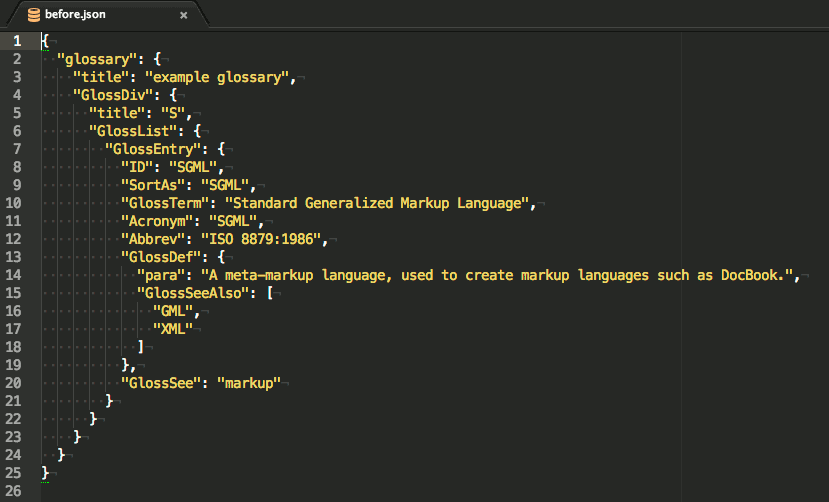 before.json ×
1 {
2   "glossary": {
3     "title": "example glossary",
4     "GlossDiv": {
5       "title": "S",
6       "GlossList": {
7         "GlossEntry": {
8           "ID": "SGML",
9           "SortAs": "SGML",
10           "GlossTerm": "Standard Generalized Markup Language",
11           "Acronym": "SGML",
12           "Abbrev": "ISO 8879:1986",
13           "GlossDef": {
14             "para": "A meta-markup language, used to create markup languages such as DocBook.",
15             "GlossSeeAlso": [
16               "GML",
17               "XML"
18             ]
19           },
20           "GlossSee": "markup"
21         }
22       }
23     }
24   }
25 }
26